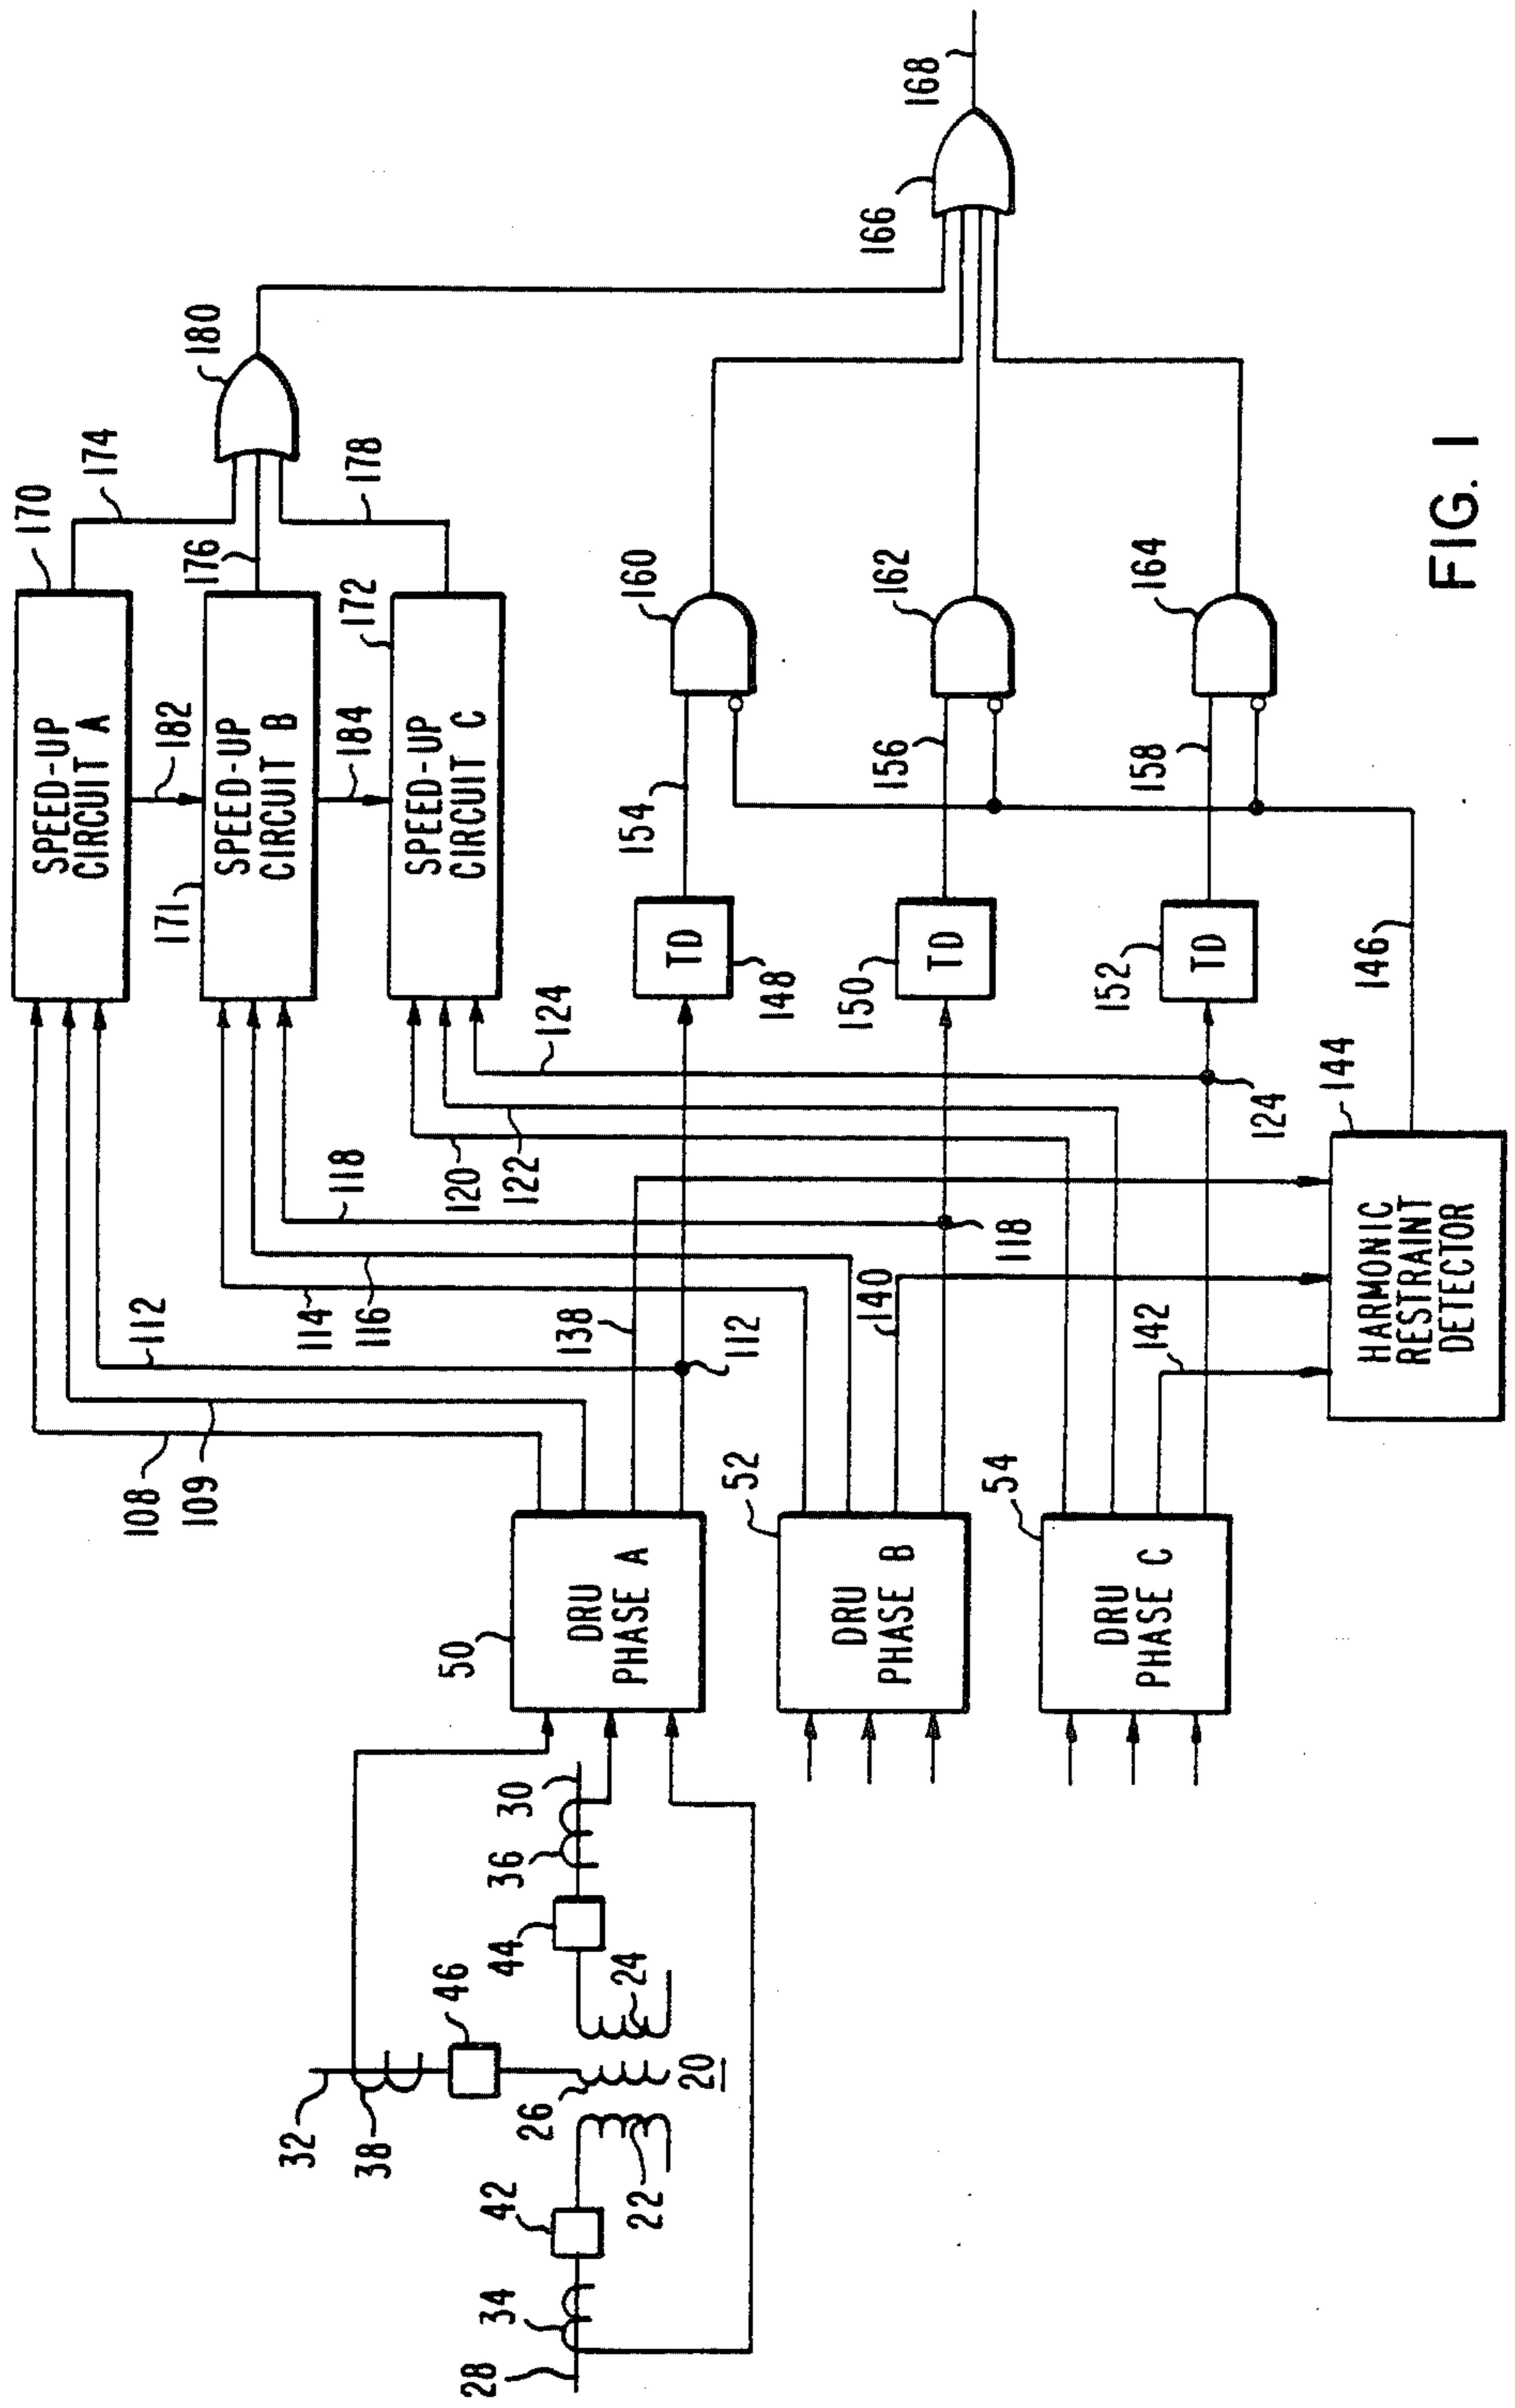 170
SPEED-UP
CIRCUIT A
174
180
182
171
SPEED-UP
CIRCUIT B
176
184
172
SPEED-UP
CIRCUIT C
178
166
168
108
109
112
114
116
118
120
122
124
32
38
46
26
20
28
34
42
22
24
44
36
30
50
DRU
PHASE A
138
112
TD
148
154
160
52
DRU
PHASE B
140
118
150
TD
156
162
54
DRU
PHASE C
142
124
152
TD
158
164
144
HARMONIC
RESTRAINT
DETECTOR
146
FIG. 1